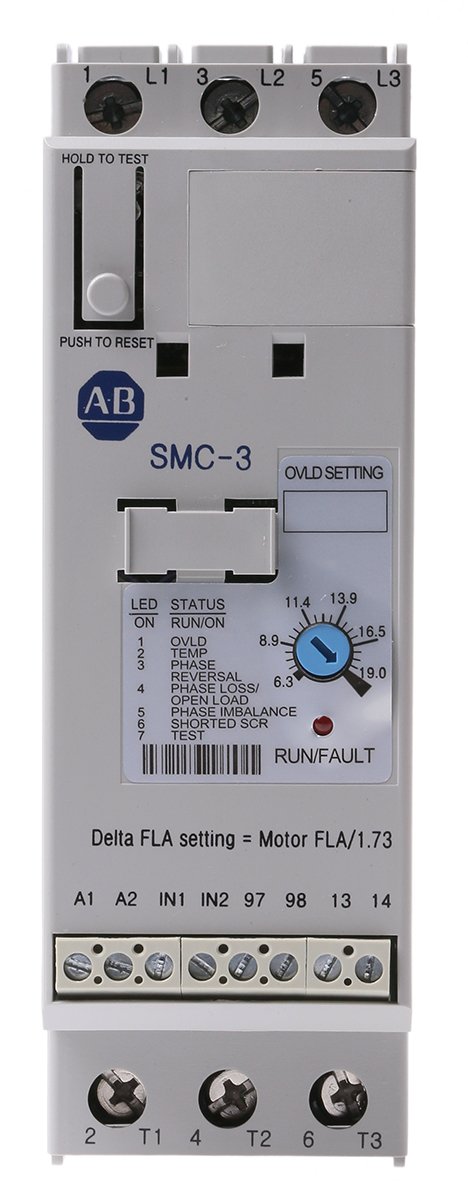 1 L1 3 L2 5 L3
HOLD TO TEST
PUSH TO RESET
A-B
SMC-3
OVLD SETTING
LED STATUS
ON RUN/ON
1 OVLD
2 TEMP
3 PHASE
REVERSAL
4 PHASE LOSS/
OPEN LOAD
5 PHASE IMBALANCE
6 SHORTED SCR
7 TEST
11.4 13.9
8.9 16.5
6.3 19.0
RUN/FAULT
Delta FLA setting = Motor FLA/1.73
A1 A2 IN1 IN2 97 98 13 14
2 T1 4 T2 6 T3